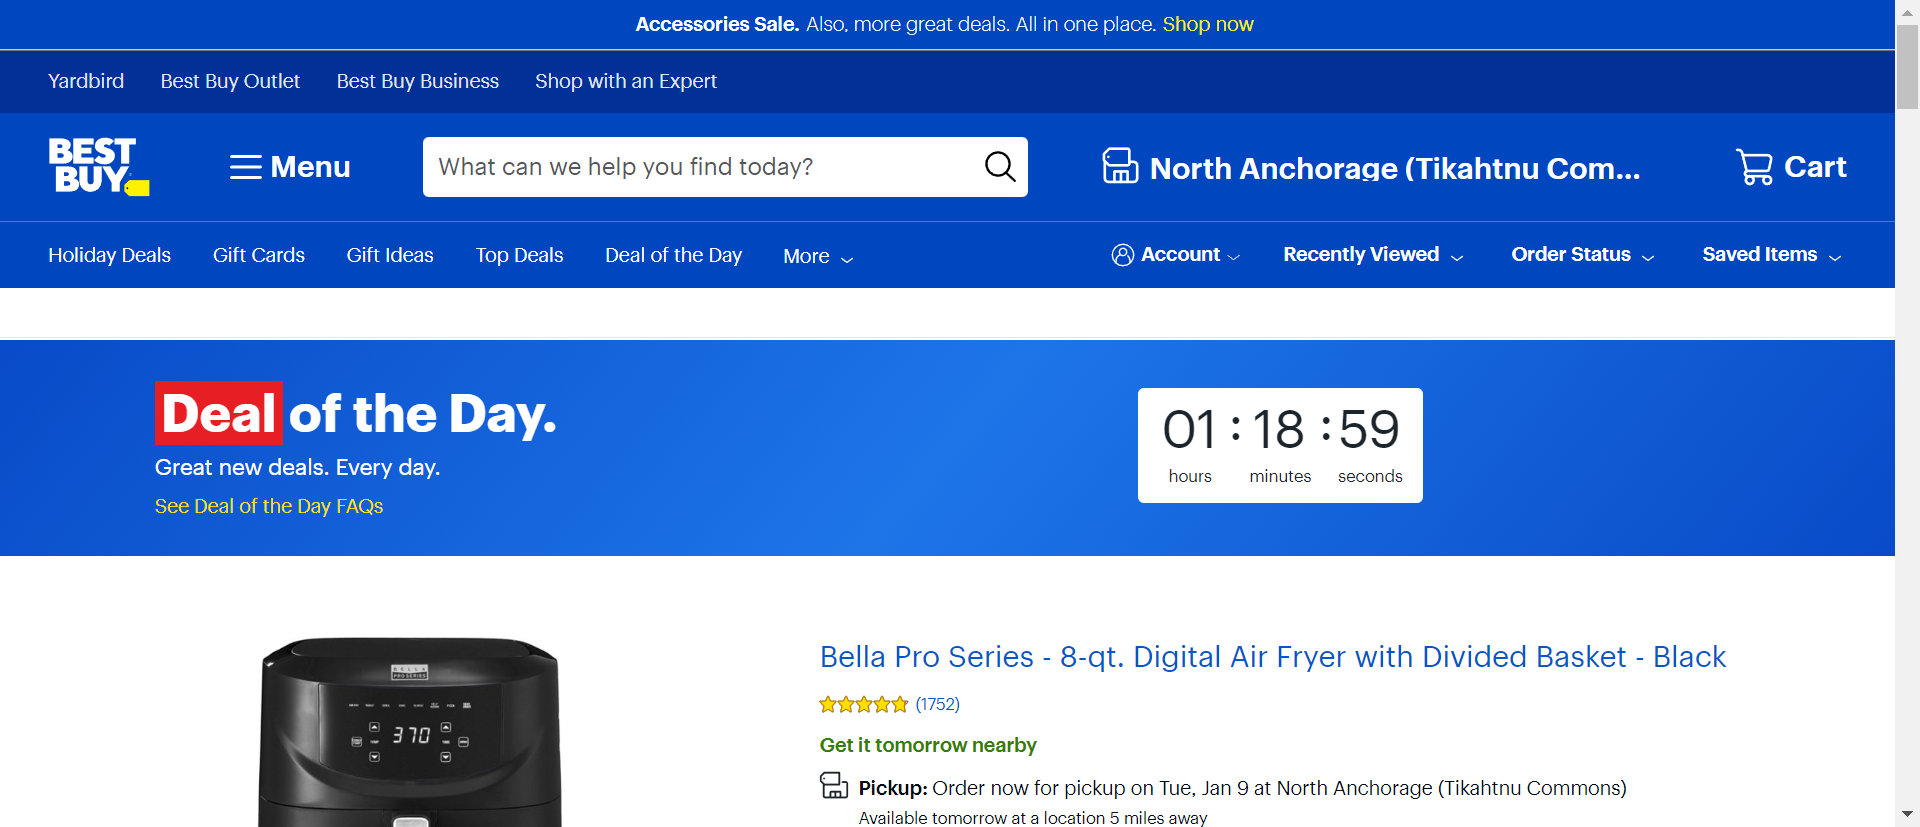 Accessories Sale. Also, more great deals. All in one place. Shop now
Yardbird Best Buy Outlet Best Buy Business Shop with an Expert
BEST BUY
Menu
What can we help you find today?
North Anchorage (Tikahtnu Com...
Cart
Holiday Deals Gift Cards Gift Ideas Top Deals Deal of the Day More Account Recently Viewed Order Status Saved Items
Deal of the Day.
Great new deals. Every day.
See Deal of the Day FAQs
01 : 18 : 59
hours minutes seconds
BELLA
PRO SERIES
370
Bella Pro Series - 8-qt. Digital Air Fryer with Divided Basket - Black
(1752)
Get it tomorrow nearby
Pickup: Order now for pickup on Tue, Jan 9 at North Anchorage (Tikahtnu Commons)
Available tomorrow at a location 5 miles away